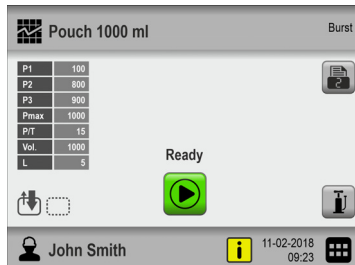 Pouch 1000 ml
Burst
P1 100
P2 800
P3 900
Pmax 1000
P/T 15
Vol. 1000
L 5
2
Ready
i
John Smith
11-02-2018
09:23